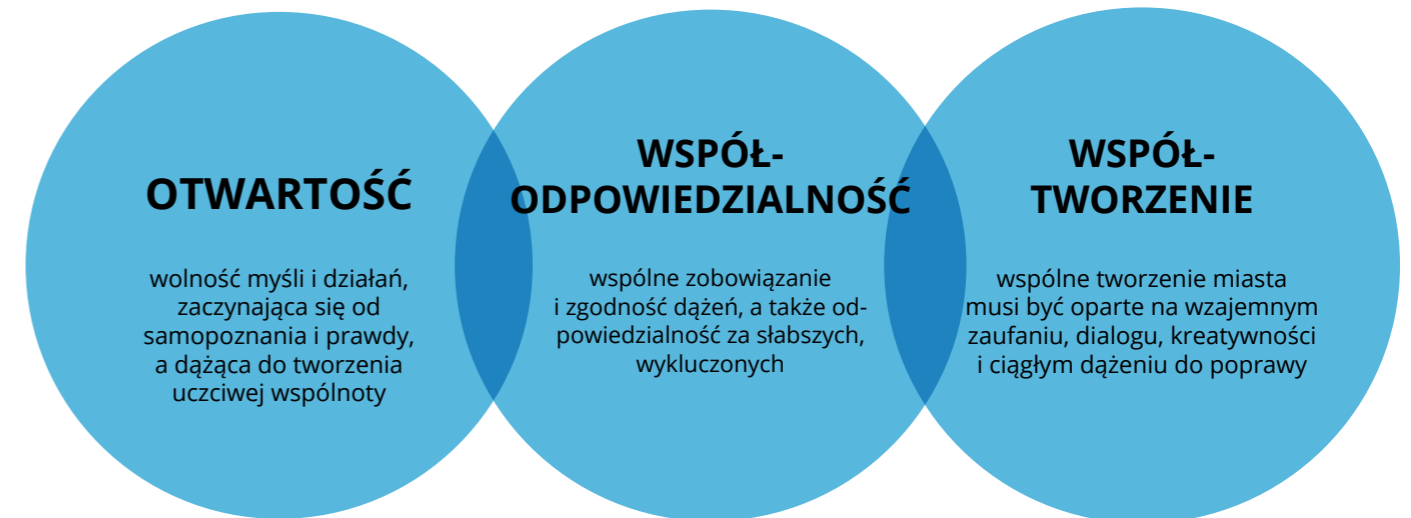 OTWARTOŚĆ
wolność myśli i działań,
zaczynająca się od
samopoznania i prawdy,
a dążąca do tworzenia
uczciwej wspólnoty
WSPÓŁ-
ODPOWIEDZIALNOŚĆ
wspólne zobowiązanie
i zgodność dążeń, a także od-
powiedzialność za słabszych,
wykluczonych
WSPÓŁ-
TWORZENIE
wspólne tworzenie miasta
musi być oparte na wzajemnym
zaufaniu, dialogu, kreatywności
i ciągłym dążeniu do poprawy